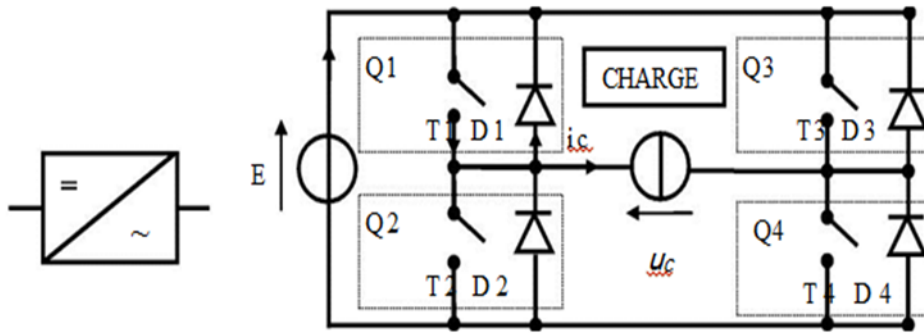 Q1
CHARGE
Q3
T1 D1
ic
T3 D3
E
=
~
Q2
Q4
uc
T2 D2
T4 D4